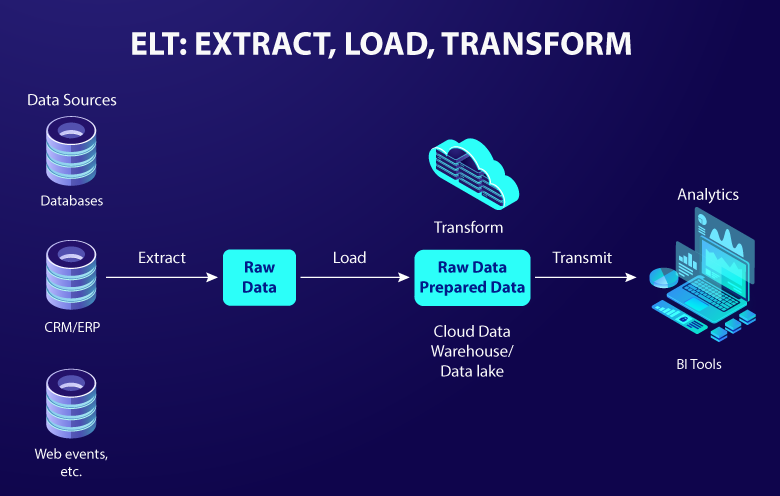 ELT: EXTRACT, LOAD, TRANSFORM
Data Sources
Databases
CRM/ERP
Web events,
etc.
Extract
Raw
Data
Load
Transform
Raw Data
Prepared Data
Cloud Data
Warehouse/
Data lake
Transmit
Analytics
BI Tools